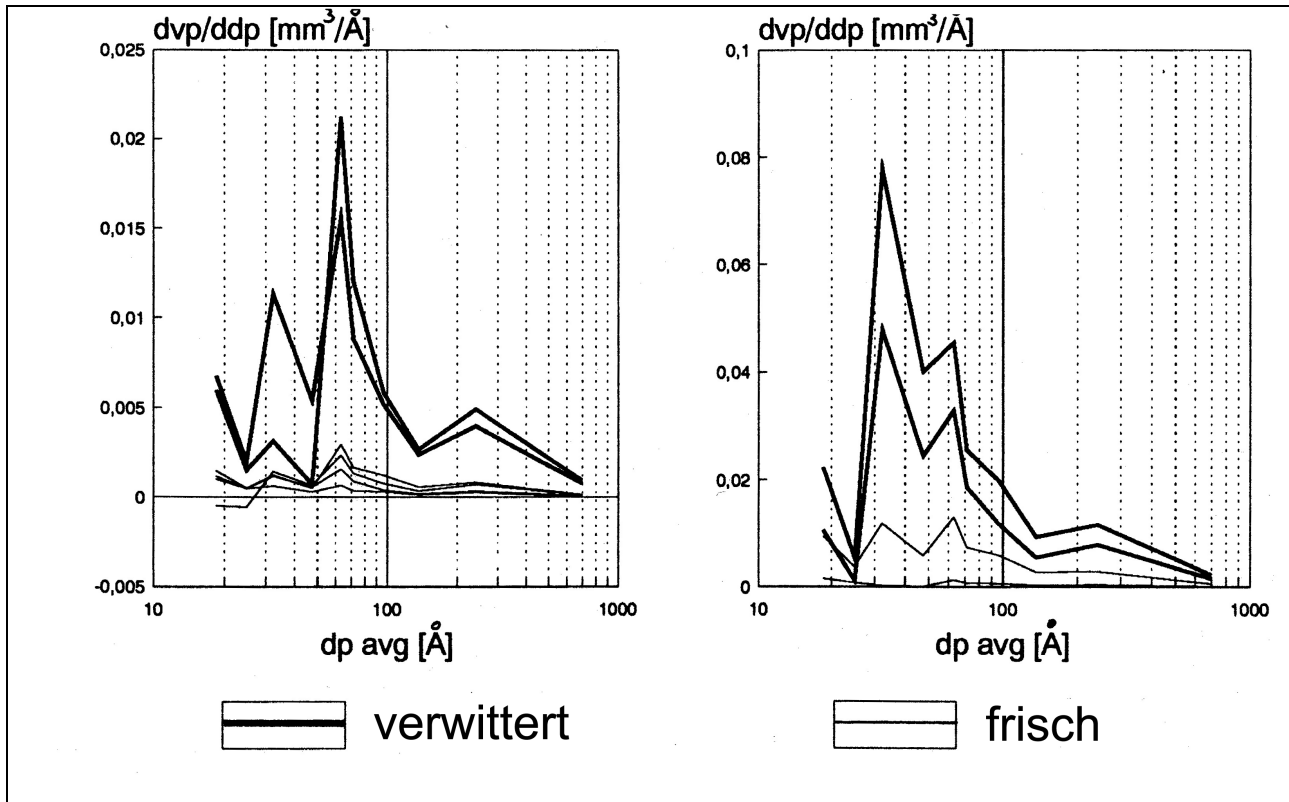 dvp/ddp [mm³/Å]
0,025
0,02
0,015
0,01
0,005
0
-0,005
10 100 1000
dp avg [Å]
dvp/ddp [mm³/Å]
0,1
0,08
0,06
0,04
0,02
0
10 100 1000
dp avg [Å]
verwittert
frisch